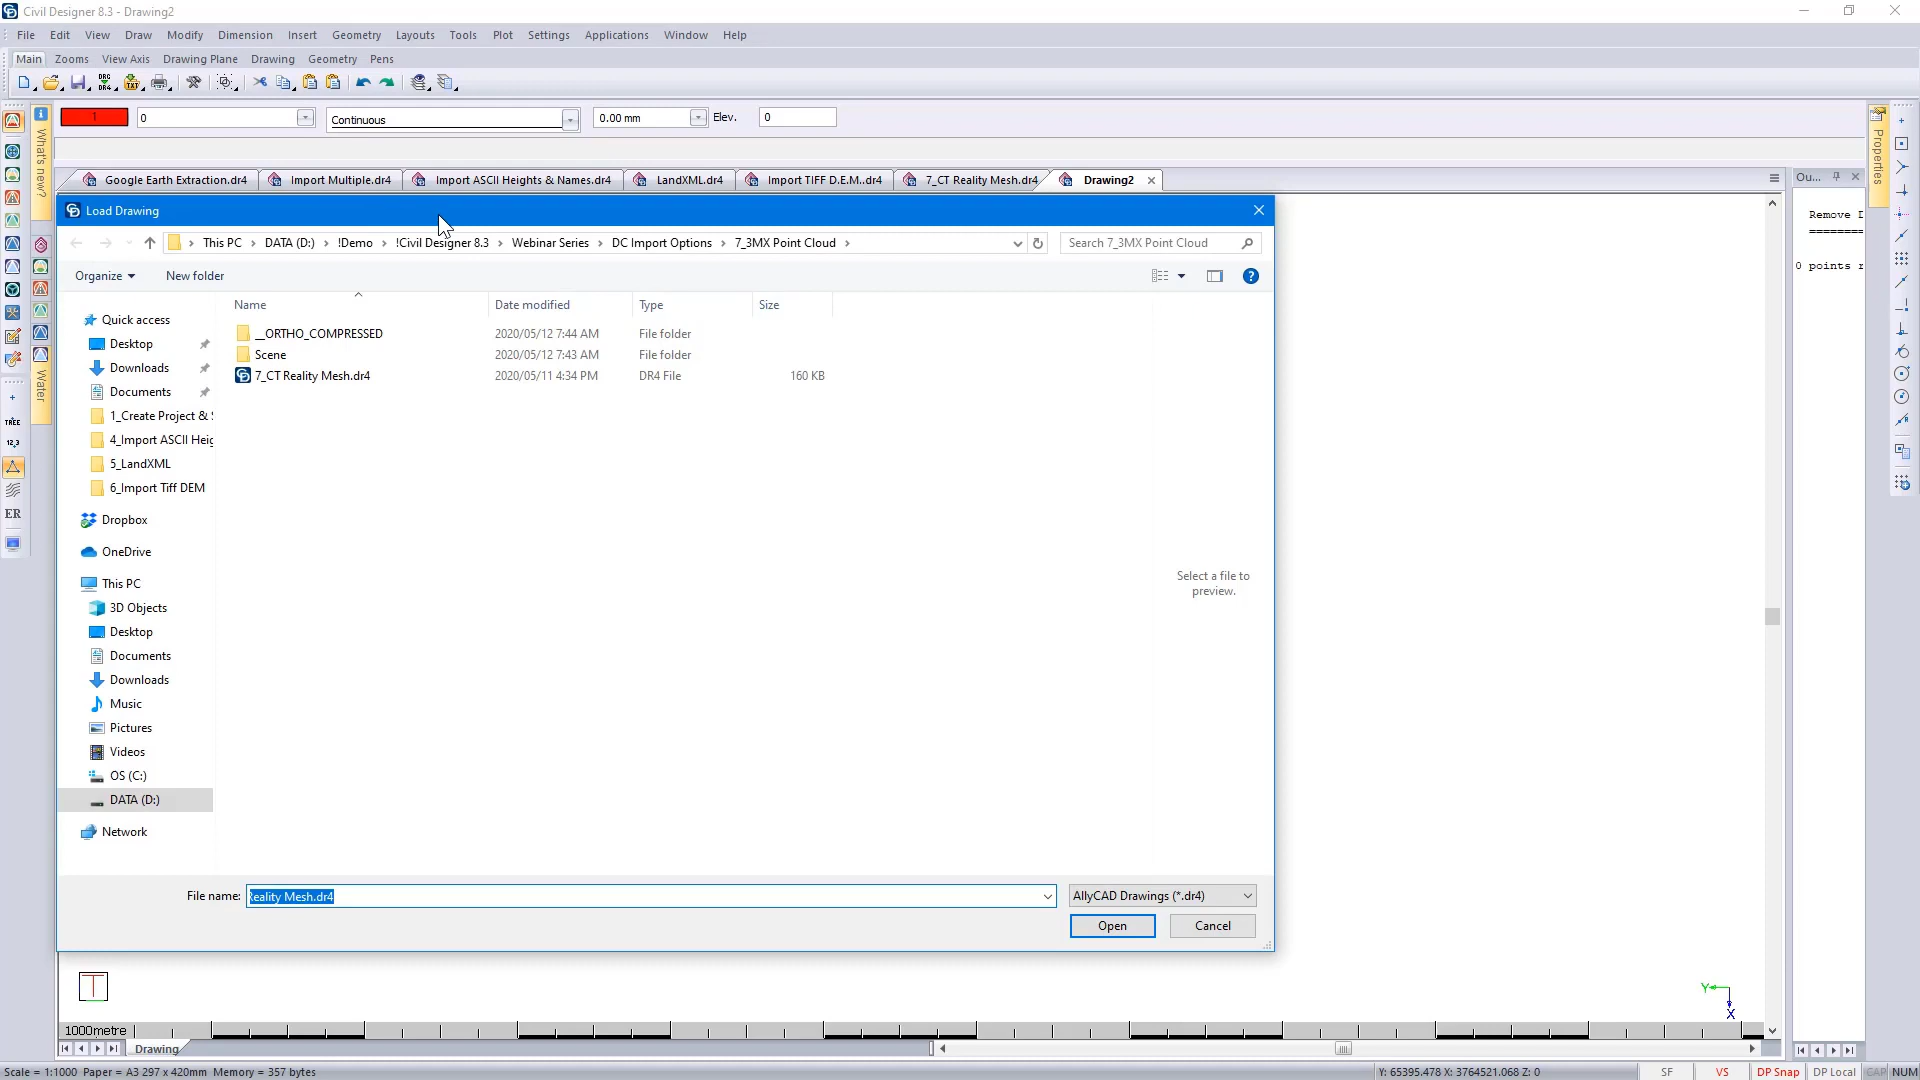 Civil Designer 8.3 - Drawing2
File Edit View Draw Modify Dimension Insert Geometry Layouts Tools Plot Settings Applications Window Help
Main Zooms View Axis Drawing Plane Drawing Geometry Pens
DRG DR4 TXT
1 0 Continuous 0.00 mm Elev. 0
What's new?
Properties
Google Earth Extraction.dr4 Import Multiple.dr4 Import ASCII Heights & Names.dr4 LandXML.dr4 Import TIFF D.E.M..dr4 7_CT Reality Mesh.dr4 Drawing2
Ou...
Load Drawing
Remove D
========
0 points r
This PC DATA (D:) !Demo !Civil Designer 8.3 Webinar Series DC Import Options 7_3MX Point Cloud
Search 7_3MX Point Cloud
Organize New folder
Name Date modified Type Size
__ORTHO_COMPRESSED 2020/05/12 7:44 AM File folder
Scene 2020/05/12 7:43 AM File folder
7_CT Reality Mesh.dr4 2020/05/11 4:34 PM DR4 File 160 KB
Quick access
Desktop
Downloads
Documents
1_Create Project &
4_Import ASCII Heig
5_LandXML
6_Import Tiff DEM
Dropbox
OneDrive
This PC
3D Objects
Desktop
Documents
Downloads
Music
Pictures
Videos
OS (C:)
DATA (D:)
Network
Water
TREE
12.3
ER
Select a file to
preview.
File name: eality Mesh.dr4 AllyCAD Drawings (*.dr4)
Open Cancel
T
Y
X
1000metre
Drawing
Scale = 1:1000 Paper = A3 297 x 420mm Memory = 357 bytes Y: 65395.478 X: 3764521.068 Z: 0 SF VS DP Snap DP Local CAP NUM